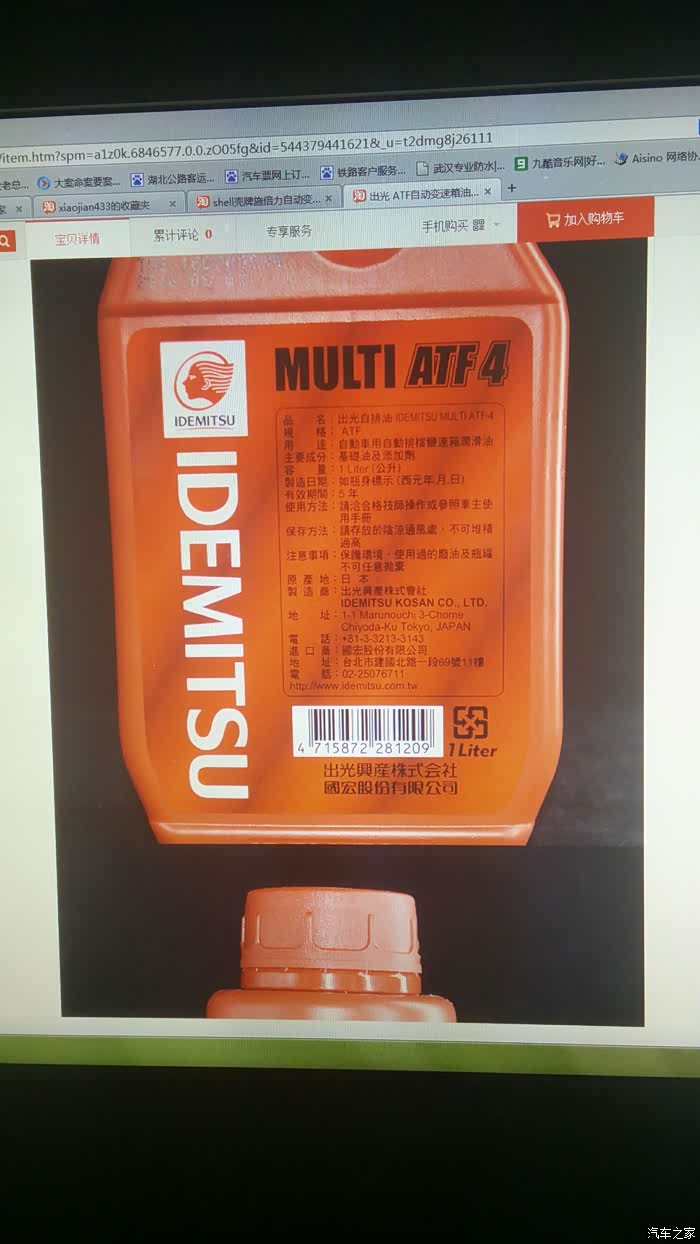 /item.htm?spm=a1z0k.6846577.0.0.zO05fg&id=544379441621&_u=t2dmg8j26111
老总... 大案命案要案... 湖北公路客运... 汽车票网上订... 铁路客户服务... 武汉专业防水|... 九酷音乐网|好... Aisino 网络协
家 × xiaojian433的收藏夹 × shell壳牌施倍力自动变... × 出光 ATF自动变速箱油... × +
宝贝详情 累计评论 0 专享服务 手机购买 加入购物车
IDEMITSU
MULTI ATF 4
IDEMITSU
品 名：出光自排油 IDEMITSU MULTI ATF-4
規 格：ATF
用 途：自動車用自動排檔變速箱潤滑油
主要成分：基礎油及添加劑
容 量：1 Liter (公升)
製造日期：如瓶身標示 (西元年.月.日)
有效期間：5 年
使用方法：請洽合格技師操作或參照車主使
用手冊
保存方法：請存放於陰涼通風處，不可堆積
過高
注意事項：保護環境，使用過的廢油及瓶罐
不可任意拋棄
原 產 地：日 本
製 造 商：出光興產株式會社
IDEMITSU KOSAN CO., LTD.
地 址：1-1 Marunouchi 3-Chome
Chiyoda-Ku Tokyo, JAPAN
電 話：+81-3-3213-3143
進 口 商：國宏股份有限公司
地 址：台北市建國北路一段69號11樓
電 話：02-25076711
http://www.idemitsu.com.tw
4 715872 281209
1 Liter
出光興產株式会社
國宏股份有限公司
汽车之家